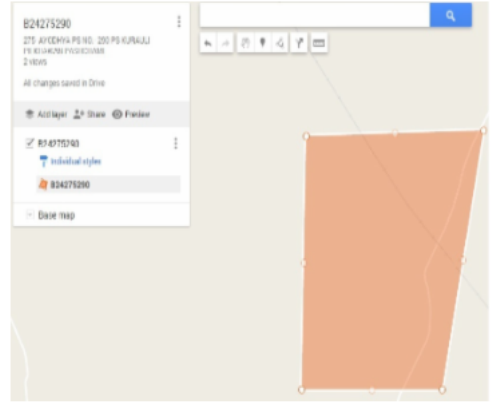 B24275290
275 AYODHYA PS NO. 290 PS KURAULI
2 views
All changes saved in Drive
Add layer Share Preview
B24275290
Individual styles
B24275290
Base map